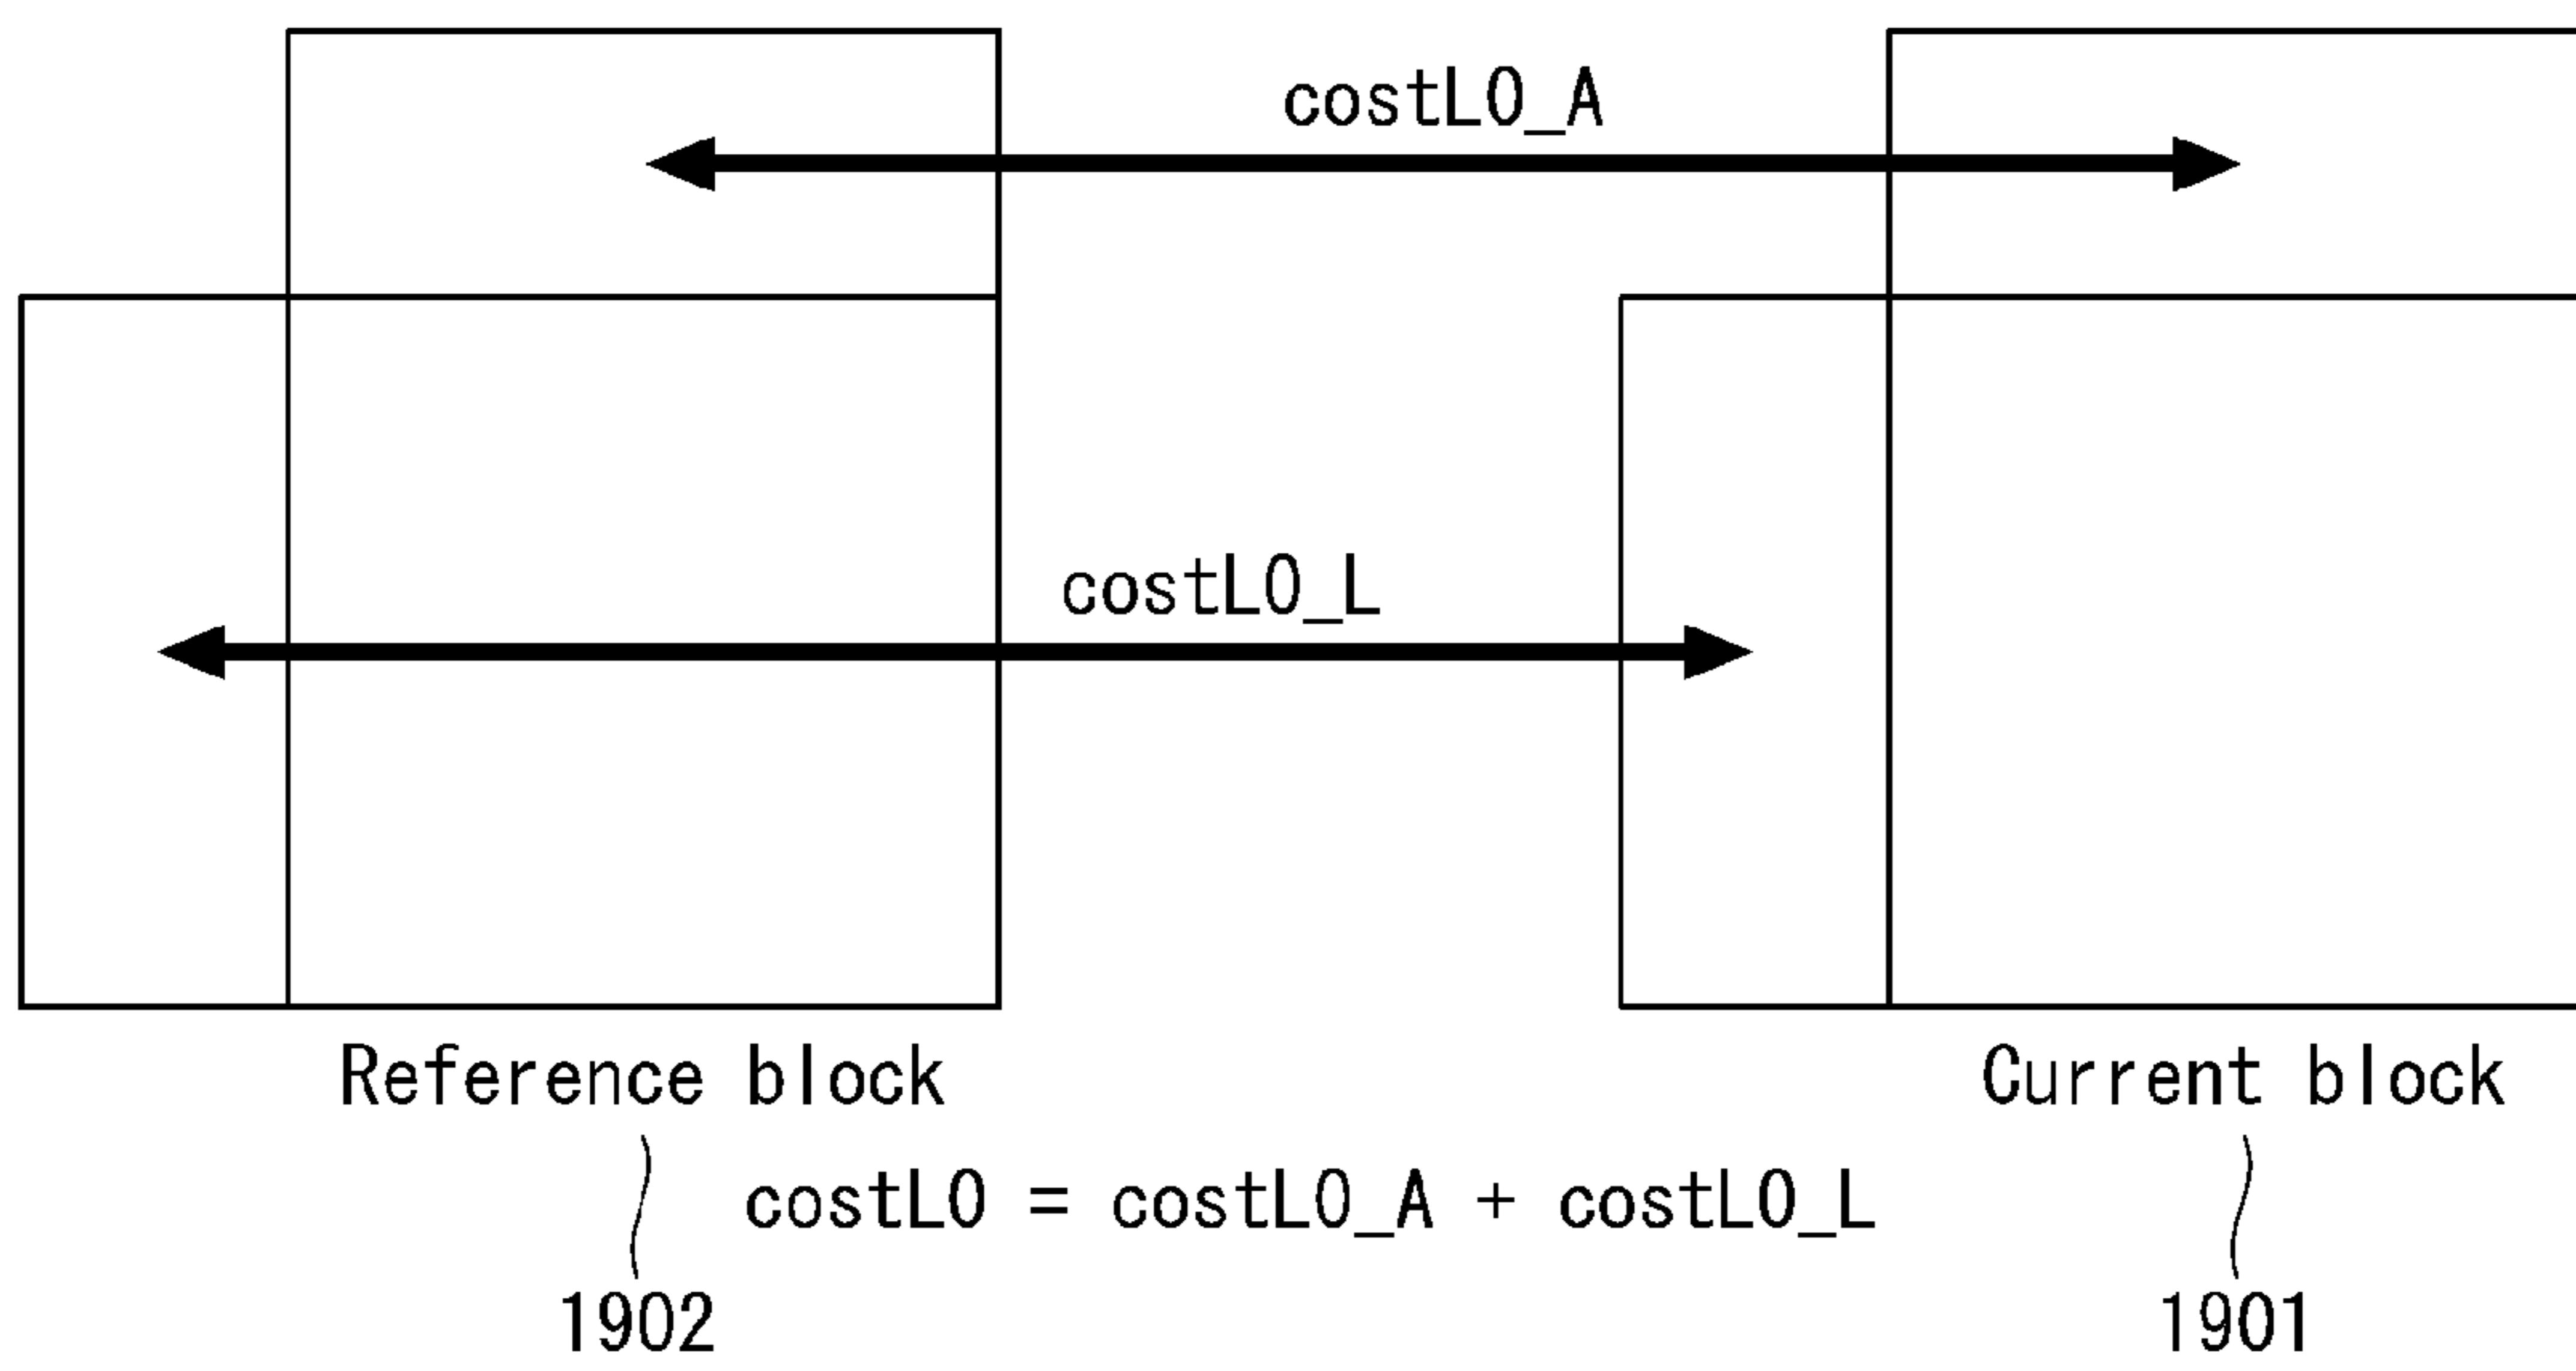 costL0_A
costL0_L
Reference block
Current block
costL0 = costL0_A + costL0_L
1902
1901